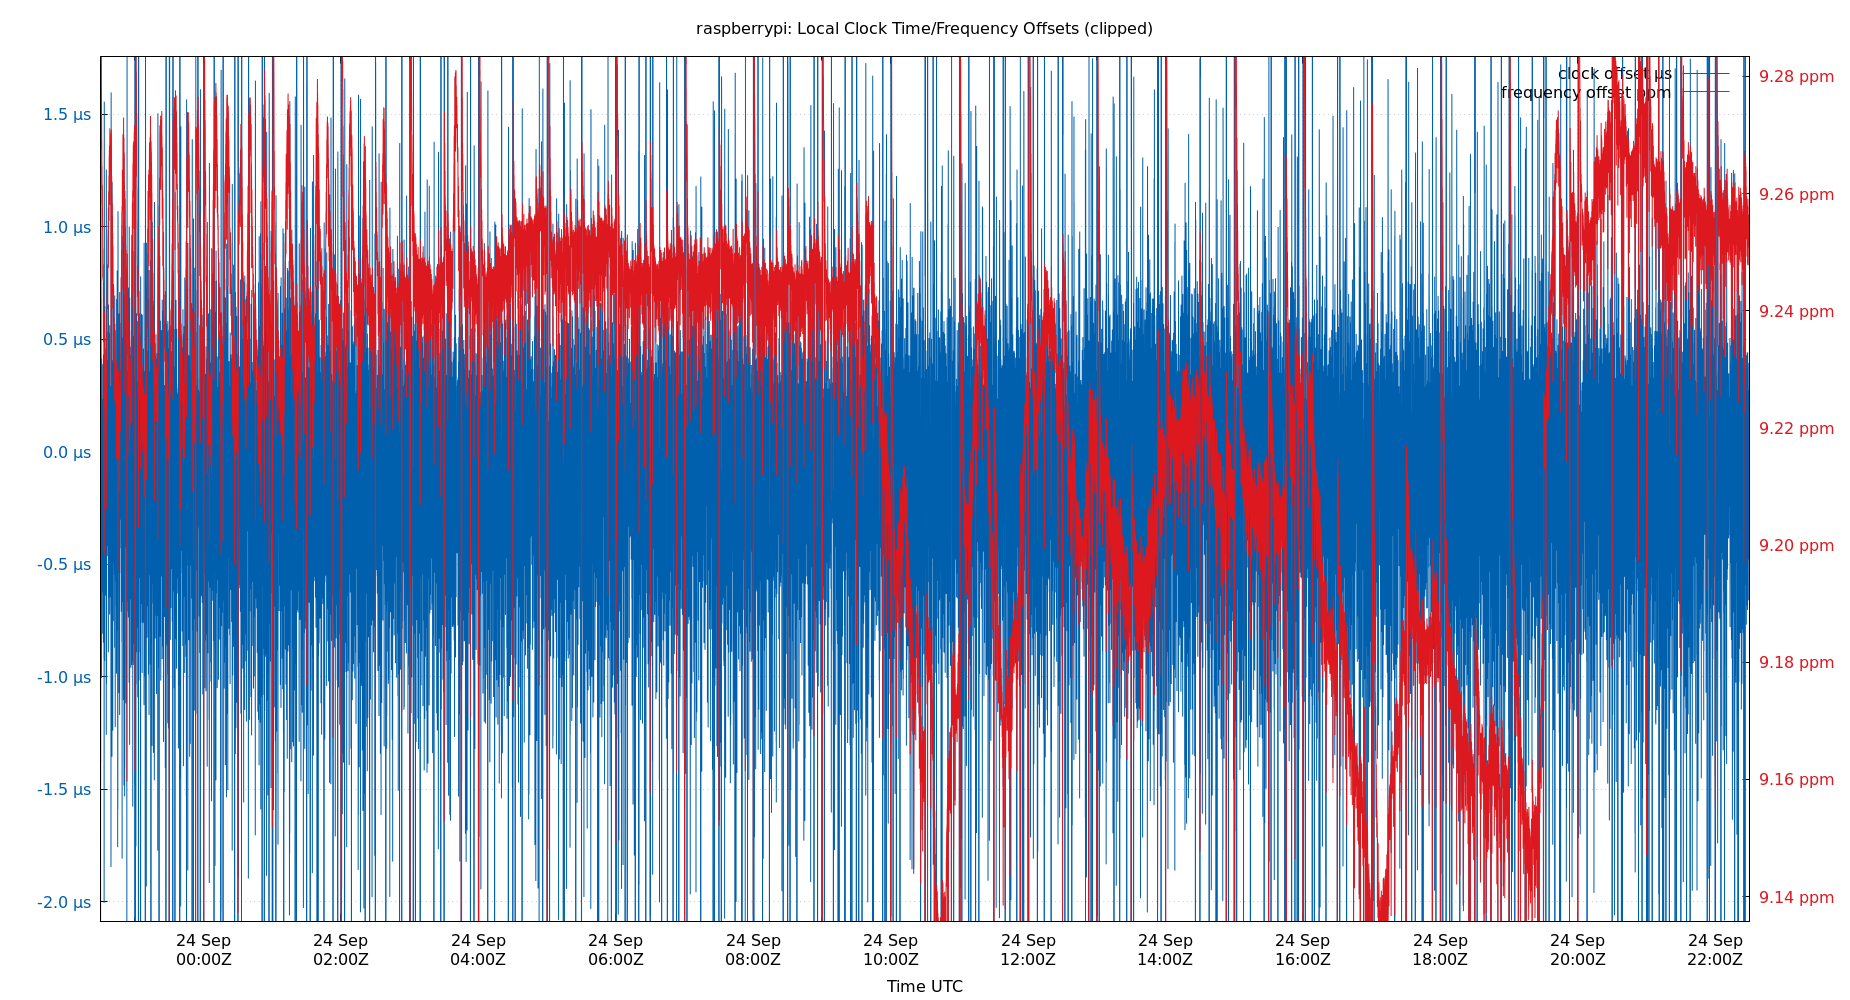 raspberrypi: Local Clock Time/Frequency Offsets (clipped)
clock offset µs
frequency offset ppm
1.5 µs
1.0 µs
0.5 µs
0.0 µs
-0.5 µs
-1.0 µs
-1.5 µs
-2.0 µs
9.28 ppm
9.26 ppm
9.24 ppm
9.22 ppm
9.20 ppm
9.18 ppm
9.16 ppm
9.14 ppm
24 Sep 24 Sep 24 Sep 24 Sep 24 Sep 24 Sep 24 Sep 24 Sep 24 Sep 24 Sep 24 Sep 24 Sep
00:00Z 02:00Z 04:00Z 06:00Z 08:00Z 10:00Z 12:00Z 14:00Z 16:00Z 18:00Z 20:00Z 22:00Z
Time UTC